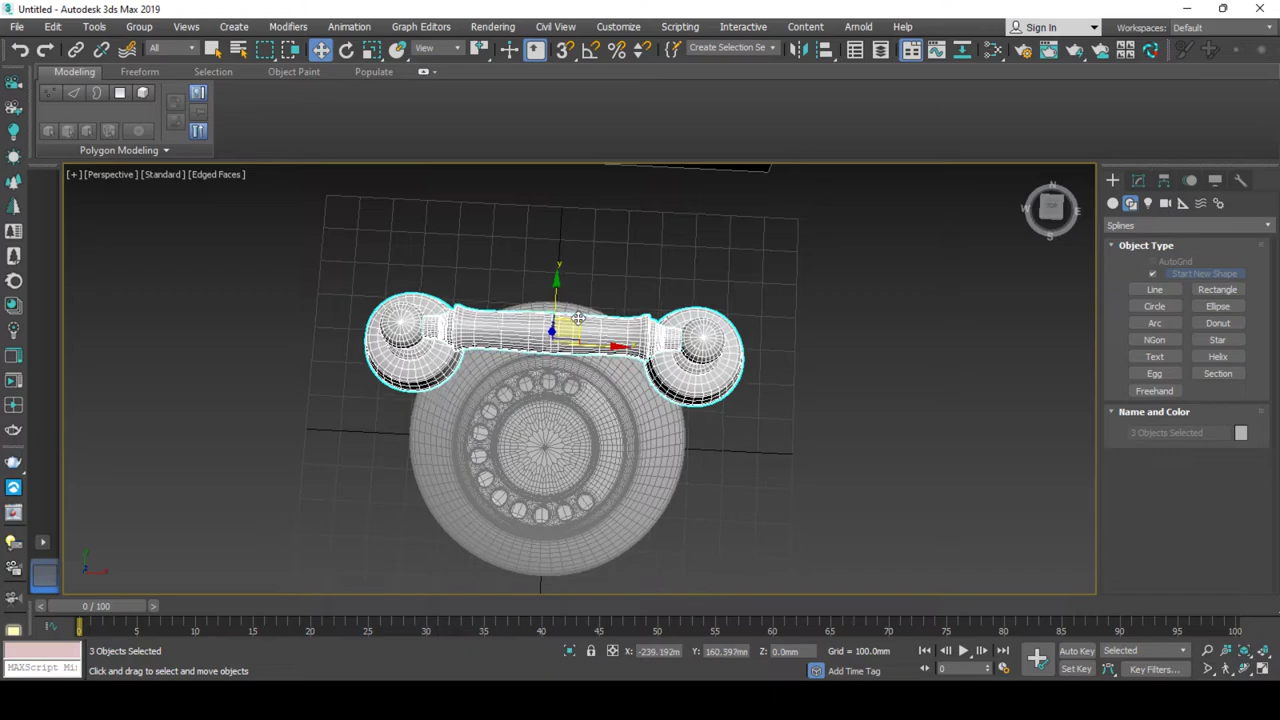 Untitled - Autodesk 3ds Max 2019
File Edit Tools Group Views Create Modifiers Animation Graph Editors Rendering Civil View Customize Scripting Interactive Content Arnold Help Sign In Workspaces: Default
All View Create Selection Se
Modeling Freeform Selection Object Paint Populate
Polygon Modeling
[+] [Perspective] [Standard] [Edged Faces]
Splines
Object Type
AutoGrid
Start New Shape
Line Rectangle
Circle Ellipse
Arc Donut
NGon Star
Text Helix
Egg Section
Freehand
Name and Color
3 Objects Selected
N
W TOP E
S
y
0 / 100
0 5 10 15 20 25 30 35 40 45 50 55 60 65 70 75 80 85 90 95 100
3 Objects Selected X: -239.192m Y: 160.397mm Z: 0.0mm Grid = 100.0mm Auto Key Selected
MAXScript Mi Click and drag to select and move objects Add Time Tag 0 Set Key Key Filters...